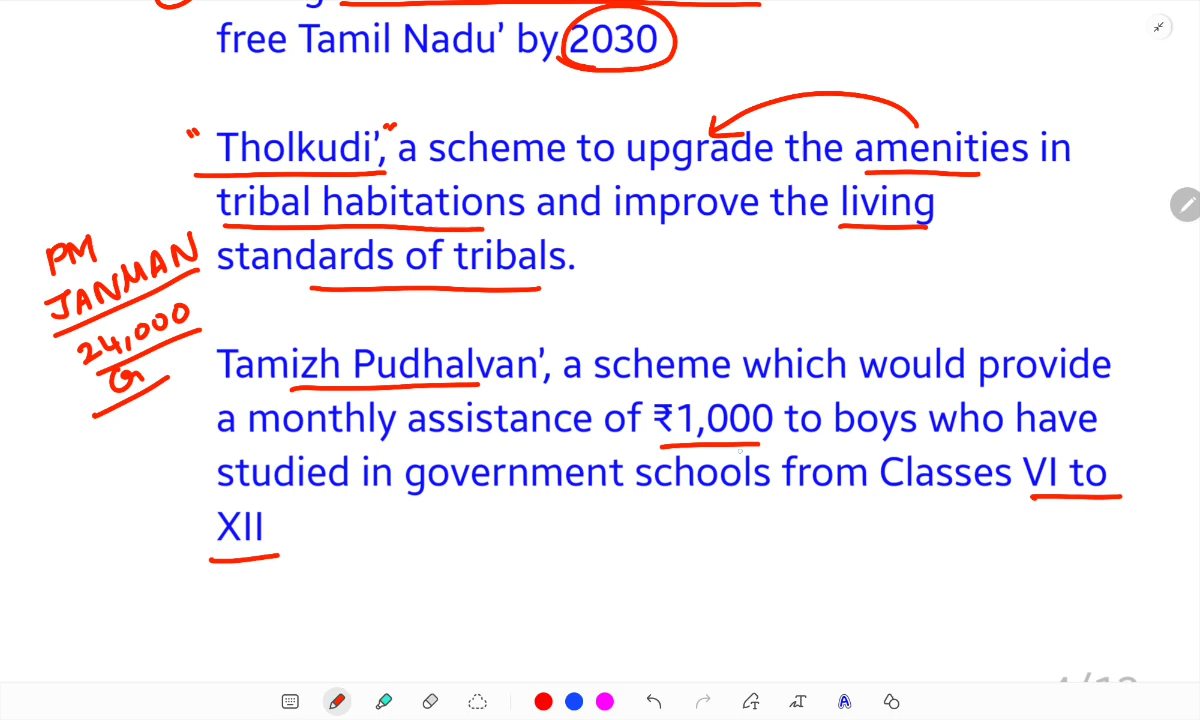 free Tamil Nadu’ by 2030
" Tholkudi’," a scheme to upgrade the amenities in
tribal habitations and improve the living
standards of tribals.
PM
JANMAN
24,000
Cr
Tamizh Pudhalvan’, a scheme which would provide
a monthly assistance of ₹1,000 to boys who have
studied in government schools from Classes VI to
XII